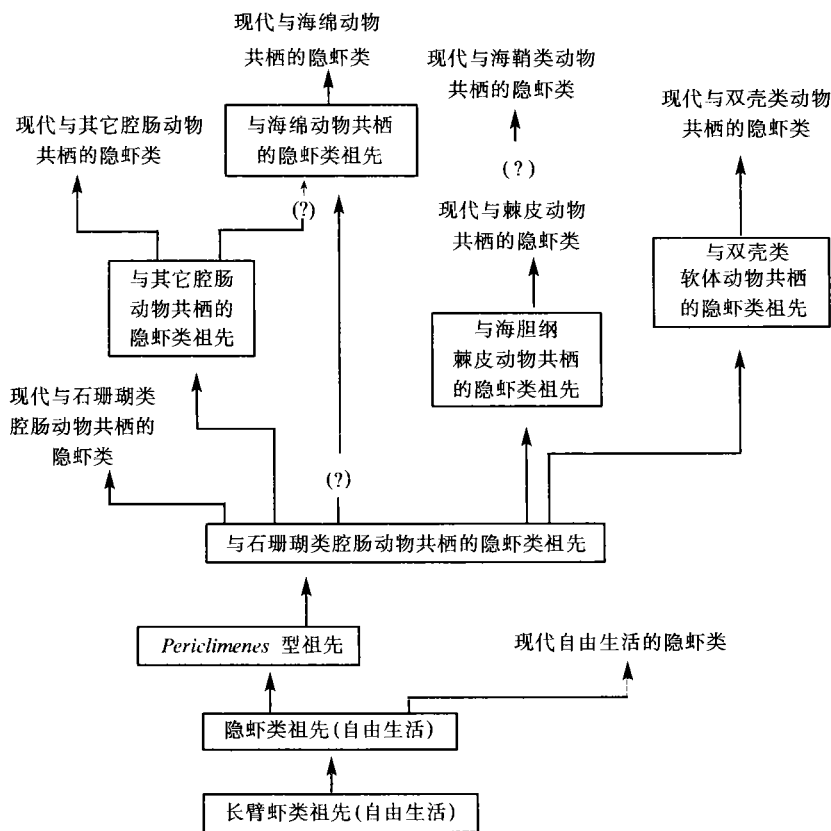 现代与海绵动物
共栖的隐虾类
现代与海鞘类动物
共栖的隐虾类
现代与双壳类动物
共栖的隐虾类
现代与其它腔肠动物
共栖的隐虾类
与海绵动物共栖
的隐虾类祖先
(?)
(?)
现代与棘皮动物
共栖的隐虾类
与双壳类
软体动物共栖
的隐虾类祖先
与其它腔肠
动物共栖的
隐虾类祖先
与海胆纲
棘皮动物共栖
的隐虾类祖先
现代与石珊瑚类
腔肠动物共栖的
隐虾类
(?)
与石珊瑚类腔肠动物共栖的隐虾类祖先
Periclimenes 型祖先
现代自由生活的隐虾类
隐虾类祖先(自由生活)
长臂虾类祖先(自由生活)